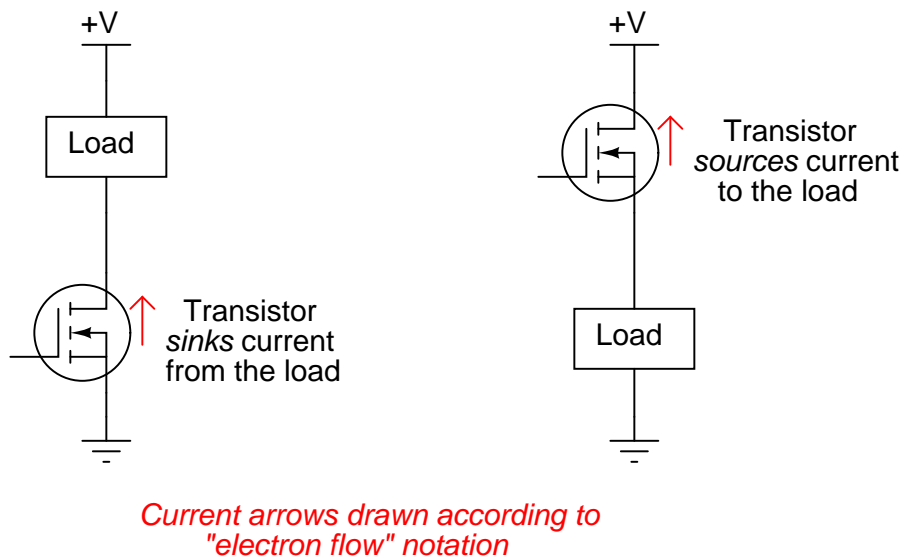 +V
Load
Transistor
sinks current
from the load
+V
Transistor
sources current
to the load
Load
Current arrows drawn according to
"electron flow" notation